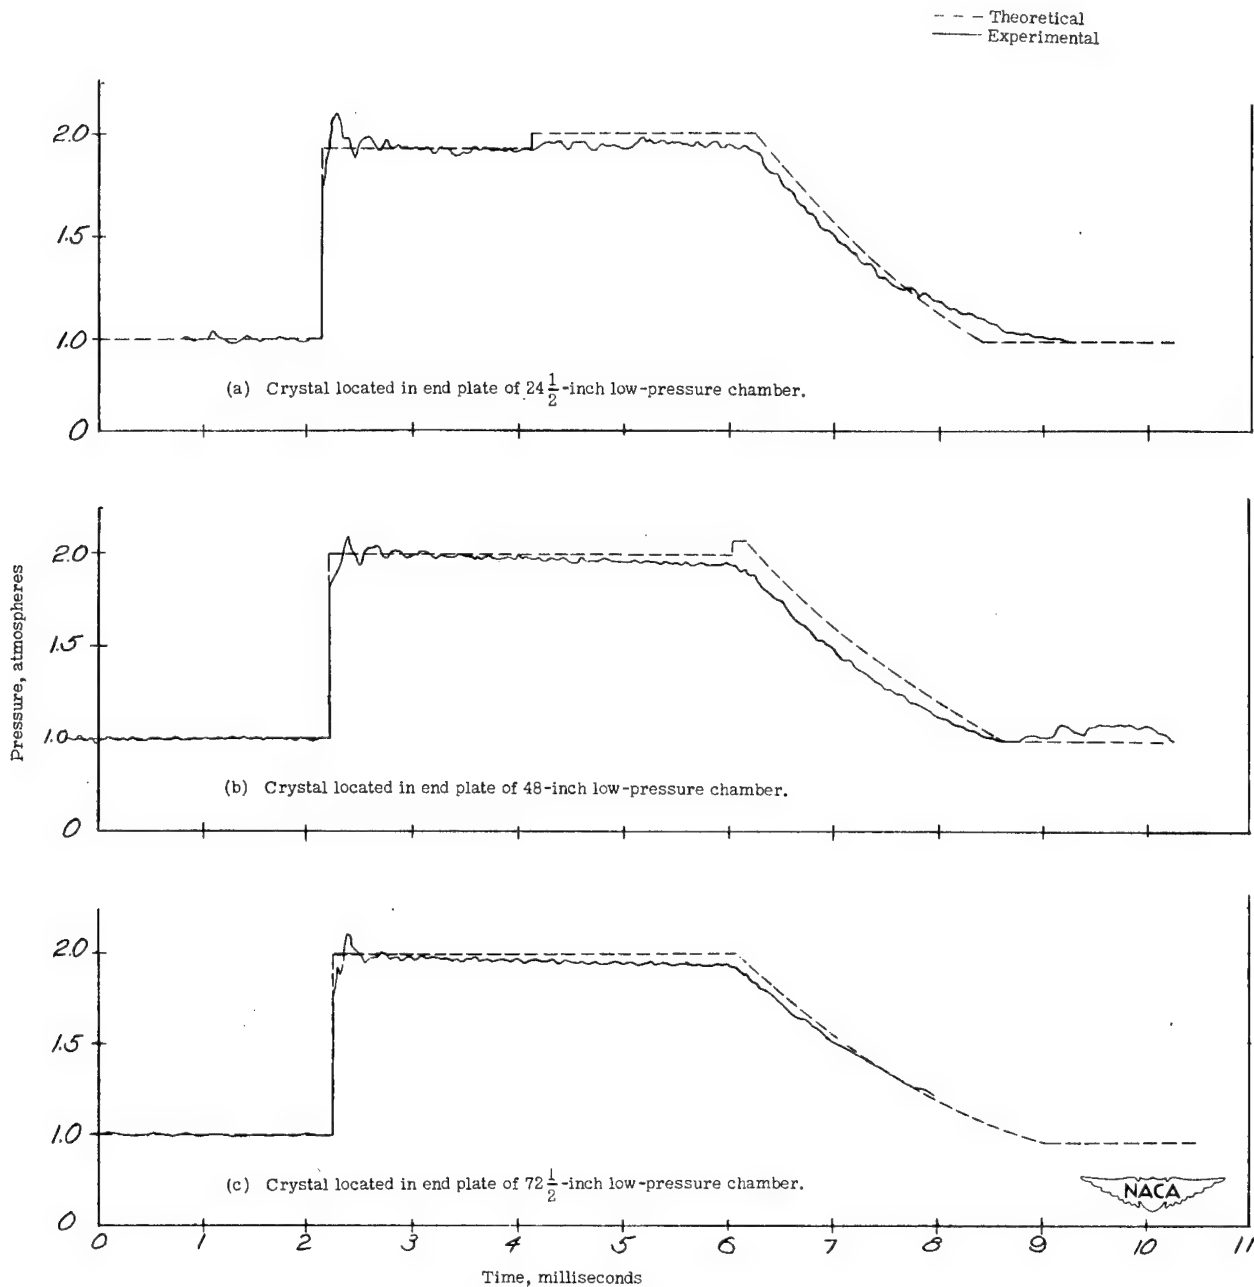 --- Theoretical
— Experimental
2.0
1.5
1.0
0
(a) Crystal located in end plate of 24 1/2-inch low-pressure chamber.
Pressure, atmospheres
2.0
1.5
1.0
0
(b) Crystal located in end plate of 48-inch low-pressure chamber.
2.0
1.5
1.0
0
(c) Crystal located in end plate of 72 1/2-inch low-pressure chamber.
NACA
0 1 2 3 4 5 6 7 8 9 10 11
Time, milliseconds